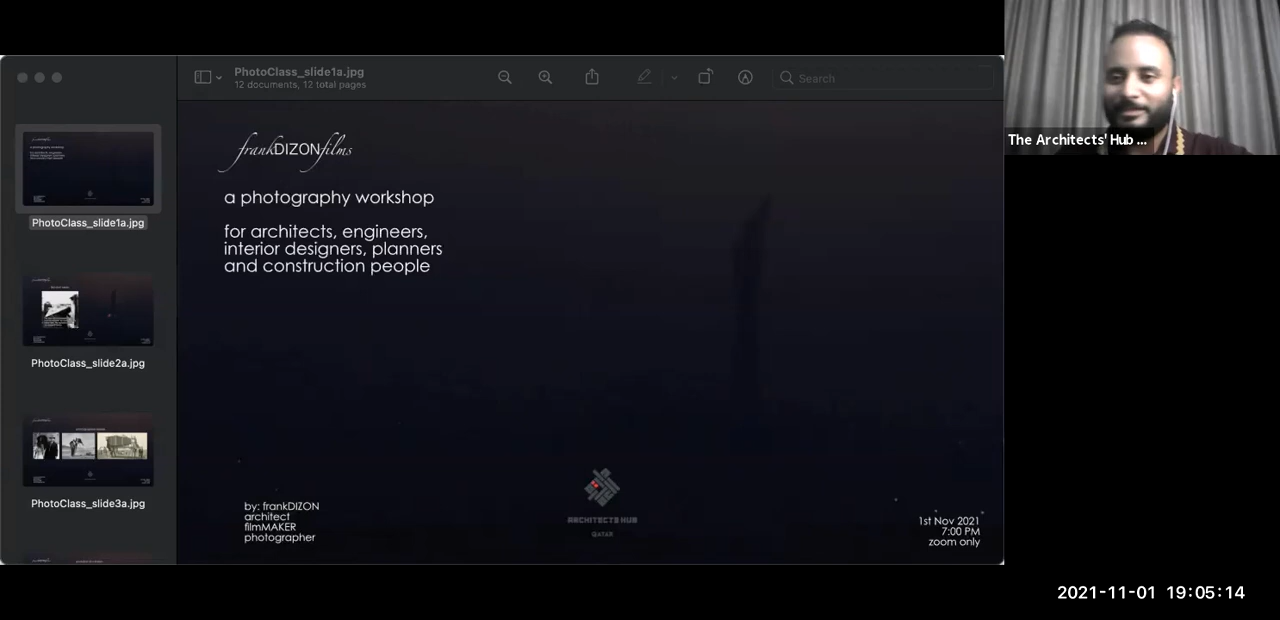 PhotoClass_slide1a.jpg
12 documents, 12 total pages
Search
PhotoClass_slide1a.jpg
PhotoClass_slide2a.jpg
PhotoClass_slide3a.jpg
frankDIZONfilms
a photography workshop
for architects, engineers,
interior designers, planners
and construction people
by: frankDIZON
architect
filmMAKER
photographer
ARCHITECTS HUB
QATAR
1st Nov 2021
7:00 PM
zoom only
The Architects' Hub ...
2021-11-01 19:05:14